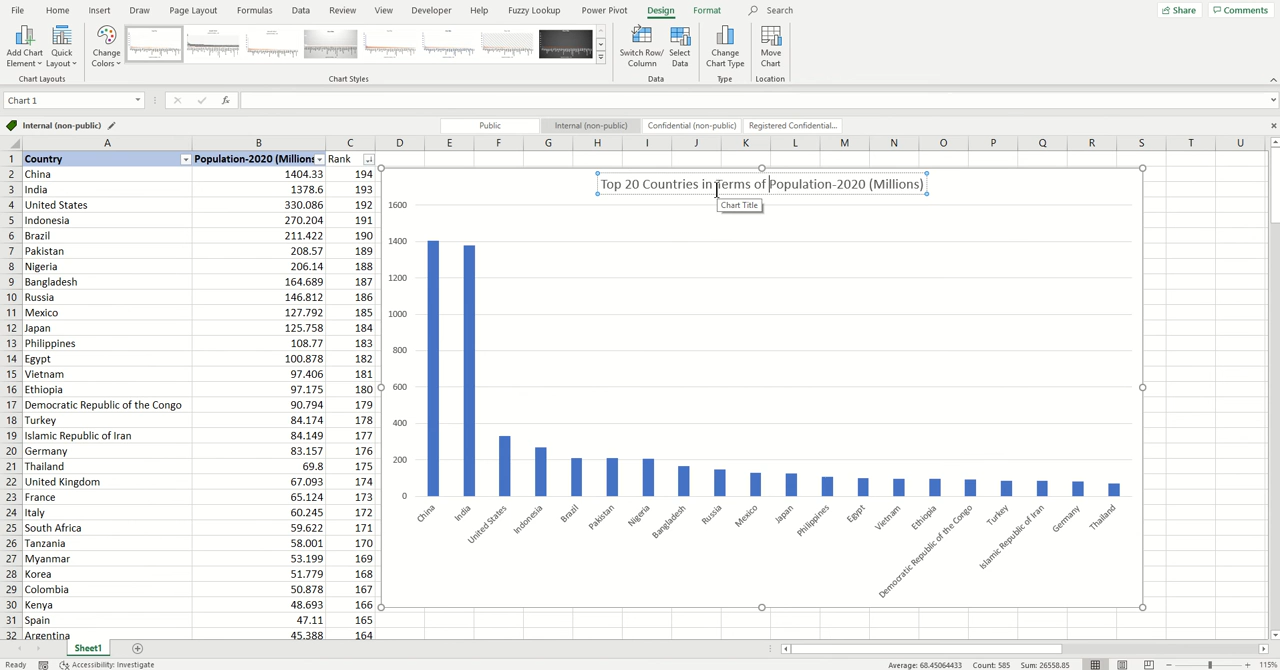 File Home Insert Draw Page Layout Formulas Data Review View Developer Help Fuzzy Lookup Power Pivot Design Format Search Share Comments
Add Chart Element Quick Layout Change Colors Switch Row/Column Select Data Change Chart Type Move Chart
Chart Layouts Chart Styles Data Type Location
Chart 1 fx
Internal (non-public) Public Internal (non-public) Confidential (non-public) Registered Confidential...
A B C D E F G H I J K L M N O P Q R S T U
1 Country Population-2020 (Millions Rank
2 China 1404.33 194
3 India 1378.6 193
4 United States 330.086 192
5 Indonesia 270.204 191
6 Brazil 211.422 190
7 Pakistan 208.57 189
8 Nigeria 206.14 188
9 Bangladesh 164.689 187
10 Russia 146.812 186
11 Mexico 127.792 185
12 Japan 125.758 184
13 Philippines 108.77 183
14 Egypt 100.878 182
15 Vietnam 97.406 181
16 Ethiopia 97.175 180
17 Democratic Republic of the Congo 90.794 179
18 Turkey 84.174 178
19 Islamic Republic of Iran 84.149 177
20 Germany 83.157 176
21 Thailand 69.8 175
22 United Kingdom 67.093 174
23 France 65.124 173
24 Italy 60.245 172
25 South Africa 59.622 171
26 Tanzania 58.001 170
27 Myanmar 53.199 169
28 Korea 51.779 168
29 Colombia 50.878 167
30 Kenya 48.693 166
31 Spain 47.11 165
32 Argentina 45.388 164
Top 20 Countries in Terms of Population-2020 (Millions)
Chart Title
1600
1400
1200
1000
800
600
400
200
0
China India United States Indonesia Brazil Pakistan Nigeria Bangladesh Russia Mexico Japan Philippines Egypt Vietnam Ethiopia Democratic Republic of the Congo Turkey Islamic Republic of Iran Germany Thailand
Sheet1
Ready Accessibility: Investigate Average: 68.45064433 Count: 585 Sum: 26558.85 115%